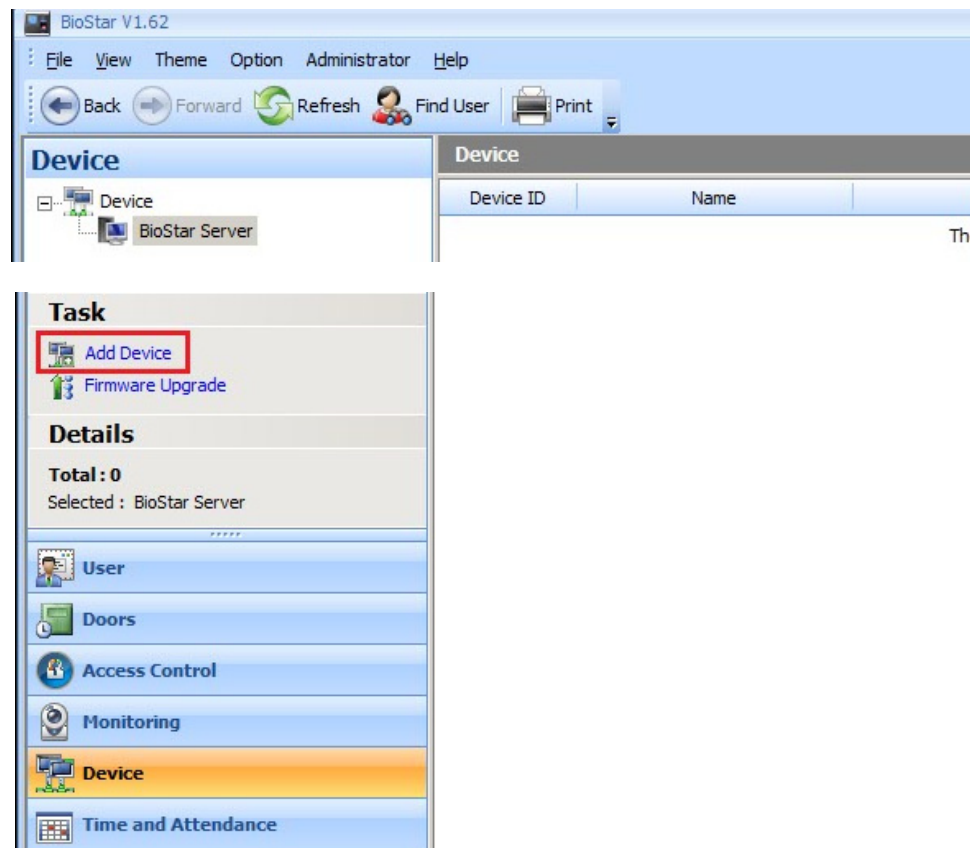 BioStar V1.62
File View Theme Option Administrator Help
Back Forward Refresh Find User Print
Device
Device
BioStar Server
Device
Device ID Name
Th
Task
Add Device
Firmware Upgrade
Details
Total : 0
Selected : BioStar Server
User
Doors
Access Control
Monitoring
Device
Time and Attendance